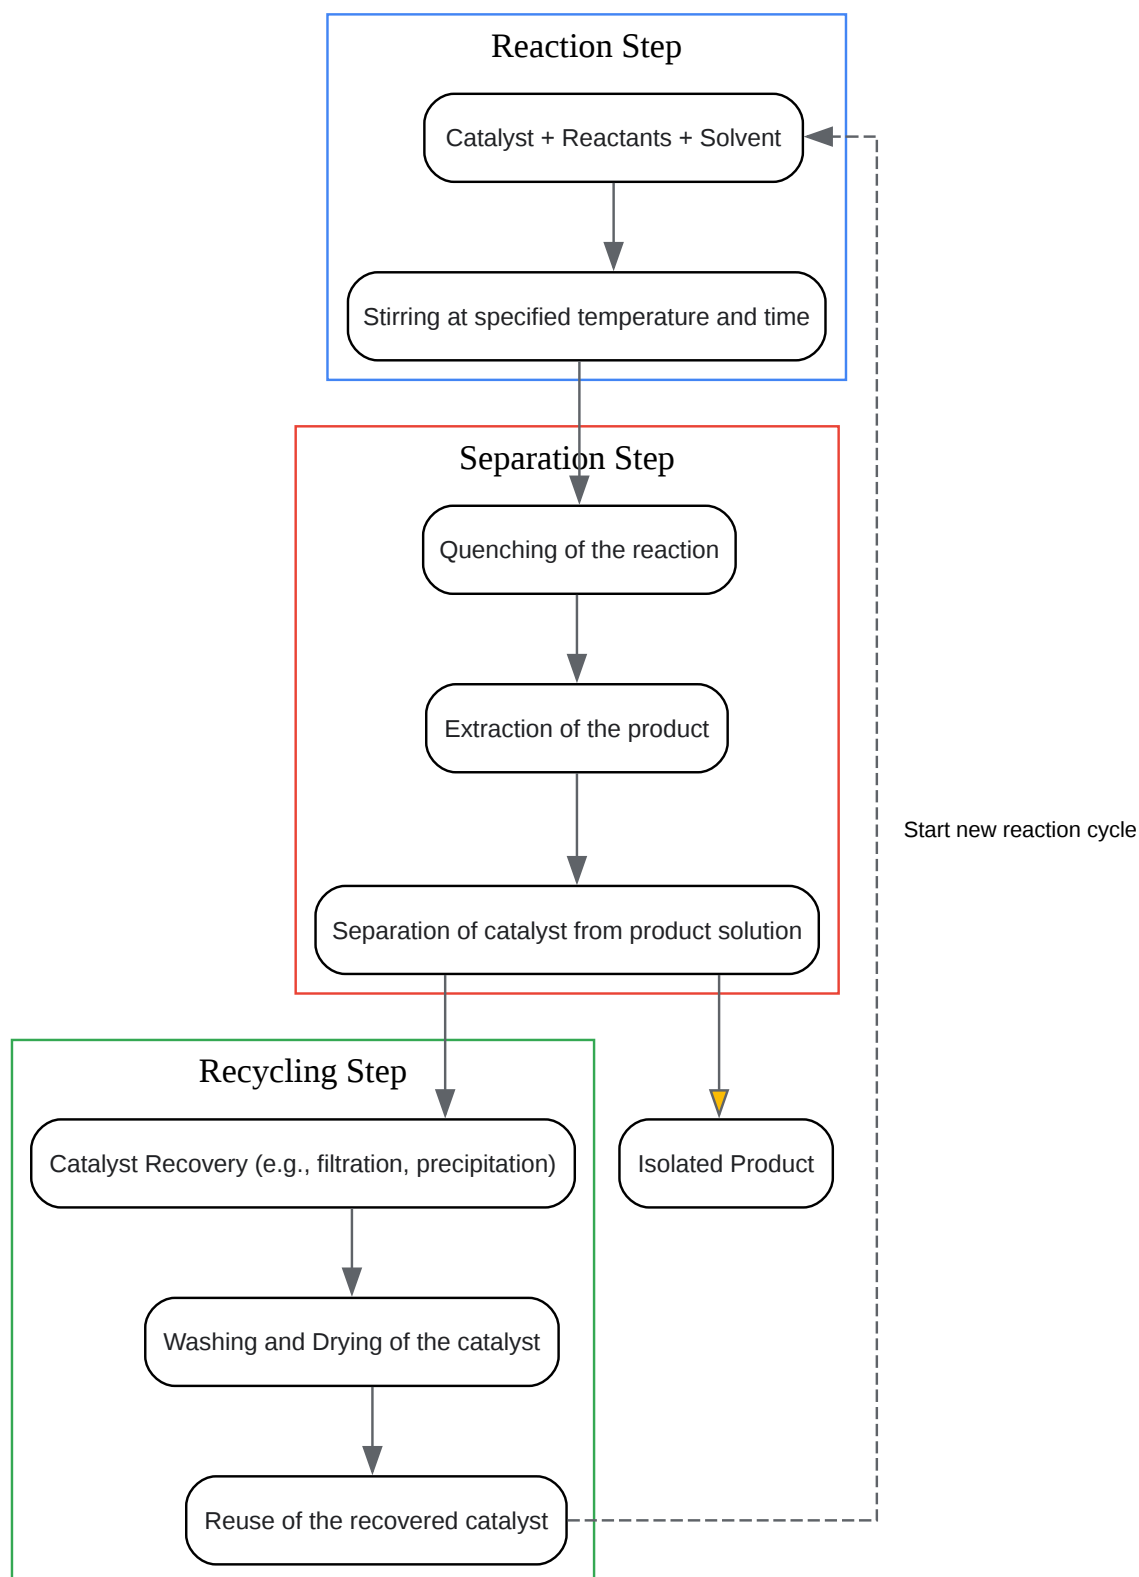 Reaction Step
Catalyst + Reactants + Solvent
Stirring at specified temperature and time
Separation Step
Quenching of the reaction
Extraction of the product
Start new reaction cycle
Separation of catalyst from product solution
Recycling Step
Catalyst Recovery (e.g., filtration, precipitation)
Isolated Product
Washing and Drying of the catalyst
Reuse of the recovered catalyst